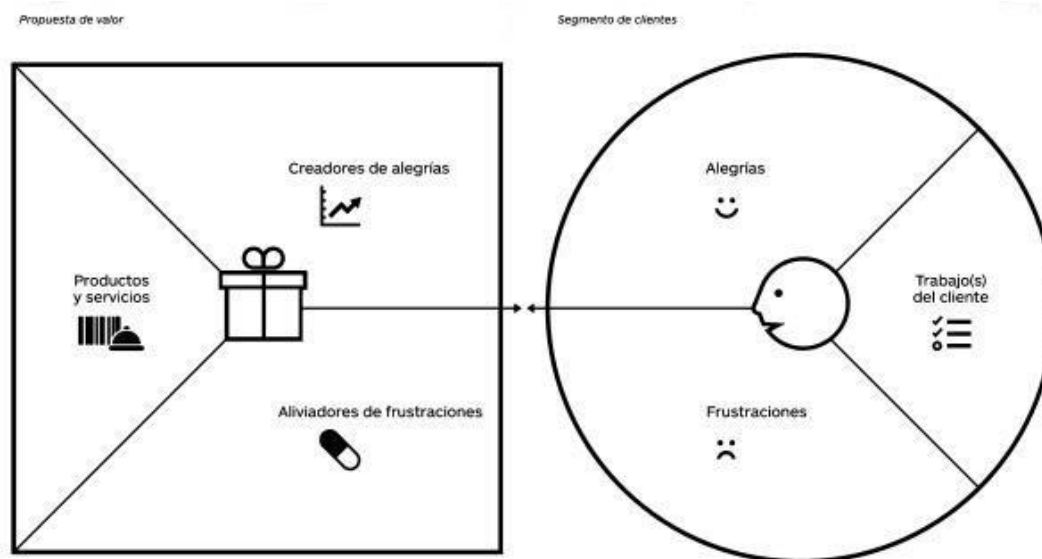 Propuesta de valor
Segmento de clientes
Creadores de alegrías
Productos
y servicios
Aliviadores de frustraciones
Alegrías
Trabajo(s)
del cliente
Frustraciones